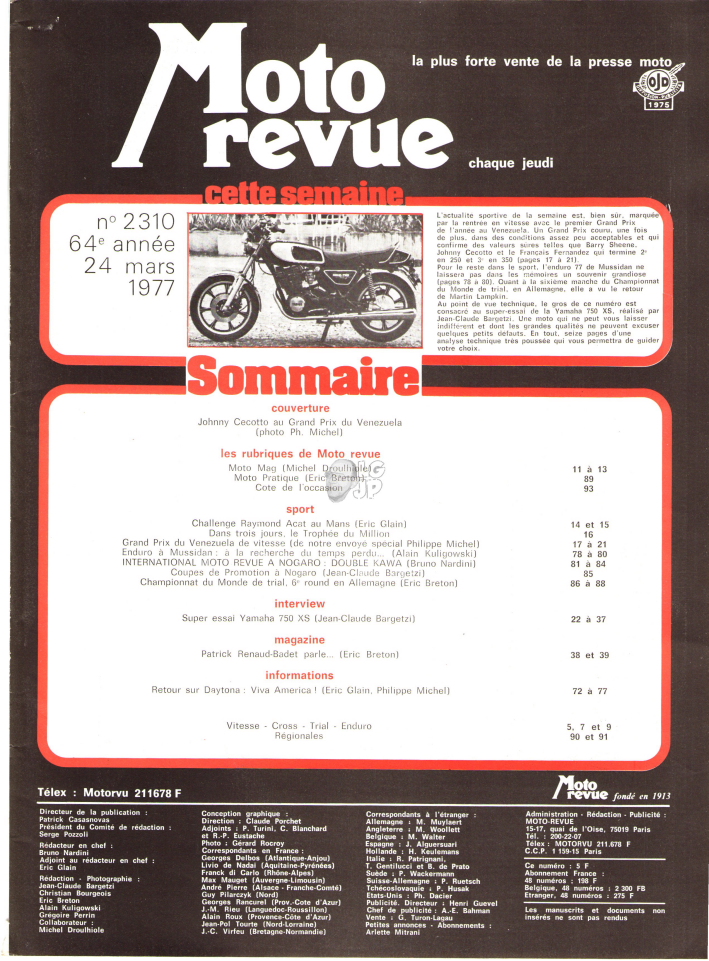 Moto revue
la plus forte vente de la presse moto
OJD
1975
chaque jeudi
cette semaine
n° 2310
64e année
24 mars
1977
L'actualité sportive de la semaine est, bien sûr, marquée
par la rentrée en vitesse avec le premier Grand Prix
de l'année au Venezuela. Un Grand Prix couru, une fois
de plus, dans des conditions assez peu acceptables et qui
confirme des valeurs sûres telles que Barry Sheene,
Johnny Cecotto et le Français Fernandez qui termine 2e
en 250 et 3e en 350 (pages 17 à 21).
Pour le reste dans le sport, l'enduro 77 de Mussidan ne
laissera pas dans les mémoires un souvenir grandiose
(pages 78 à 80). Quant à la sixième manche du Championnat
du Monde de trial, en Allemagne, elle a vu le retour
de Martin Lampkin.
Au point de vue technique, le gros de ce numéro est
consacré au super-essai de la Yamaha 750 XS, réalisé par
Jean-Claude Bargetzi. Une moto qui ne peut vous laisser
indifférent et dont les grandes qualités ne peuvent excuser
quelques petits défauts. En tout, seize pages d'une
analyse technique très poussée qui vous permettra de guider
votre choix.
Sommaire
couverture
Johnny Cecotto au Grand Prix du Venezuela
(photo Ph. Michel)
les rubriques de Moto revue
Moto Mag (Michel Droulhiole) 11 à 13
Moto Pratique (Eric Breton) 89
Cote de l'occasion 93
LG
JP
sport
Challenge Raymond Acat au Mans (Eric Glain) 14 et 15
Dans trois jours, le Trophée du Million 16
Grand Prix du Venezuela de vitesse (de notre envoyé spécial Philippe Michel) 17 à 21
Enduro à Mussidan : à la recherche du temps perdu... (Alain Kuligowski) 78 à 80
INTERNATIONAL MOTO REVUE A NOGARO : DOUBLE KAWA (Bruno Nardini) 81 à 84
Coupes de Promotion à Nogaro (Jean-Claude Bargetzi) 85
Championnat du Monde de trial, 6e round en Allemagne (Eric Breton) 86 à 88
interview
Super essai Yamaha 750 XS (Jean-Claude Bargetzi) 22 à 37
magazine
Patrick Renaud-Badet parle... (Eric Breton) 38 et 39
informations
Retour sur Daytona : Viva America ! (Eric Glain, Philippe Michel) 72 à 77
Vitesse - Cross - Trial - Enduro 5, 7 et 9
Régionales 90 et 91
Télex : Motorvu 211678 F
Moto revue fondé en 1913
Directeur de la publication :
Patrick Casasnovas
Président du Comité de rédaction :
Serge Pozzoli
Rédacteur en chef :
Bruno Nardini
Adjoint au rédacteur en chef :
Eric Glain
Rédaction - Photographie :
Jean-Claude Bargetzi
Christian Bourgeois
Eric Breton
Alain Kuligowski
Grégoire Perrin
Collaborateur :
Michel Droulhiole
Conception graphique :
Direction : Claude Porchet
Adjoints : P. Turini, C. Blanchard
et R.-P. Eustache
Photo : Gérard Rocroy
Correspondants en France :
Georges Delbos (Atlantique-Anjou)
Livio de Nadai (Aquitaine-Pyrénées)
Franck di Carlo (Rhône-Alpes)
Max Mauget (Auvergne-Limousin)
André Pierre (Alsace - Franche-Comté)
Guy Pilarczyk (Nord)
Georges Rancurel (Prov.-Cote d'Azur)
J.-M. Rieu (Languedoc-Roussillon)
Alain Roux (Provence-Côte d'Azur)
Jean-Pol Tourte (Nord-Lorraine)
J.-C. Virfeu (Bretagne-Normandie)
Correspondants à l'étranger :
Allemagne : M. Muylaert
Angleterre : M. Woollett
Belgique : M. Walter
Espagne : J. Alguersuari
Hollande : H. Keulemans
Italie : R. Patrignani,
T. Gentilucci et B. de Prato
Suède : P. Wackermann
Suisse-Allemagne : P. Ruetsch
Tchécoslovaquie : P. Husak
Etats-Unis : Ph. Dacier
Publicité. Directeur : Henri Guevel
Chef de publicité : A.-E. Bahman
Vente : G. Turon-Lagau
Petites annonces - Abonnements :
Arlette Mitrani
Administration - Rédaction - Publicité :
MOTO-REVUE
15-17, quai de l'Oise, 75019 Paris
Tél. : 200-22-07
Télex : MOTORVU 211.678 F
C.C.P. 1 159-15 Paris
Ce numéro : 5 F
Abonnement France :
48 numéros : 198 F
Belgique, 48 numéros : 2 300 FB
Etranger, 48 numéros : 275 F
Les manuscrits et documents non
insérés ne sont pas rendus